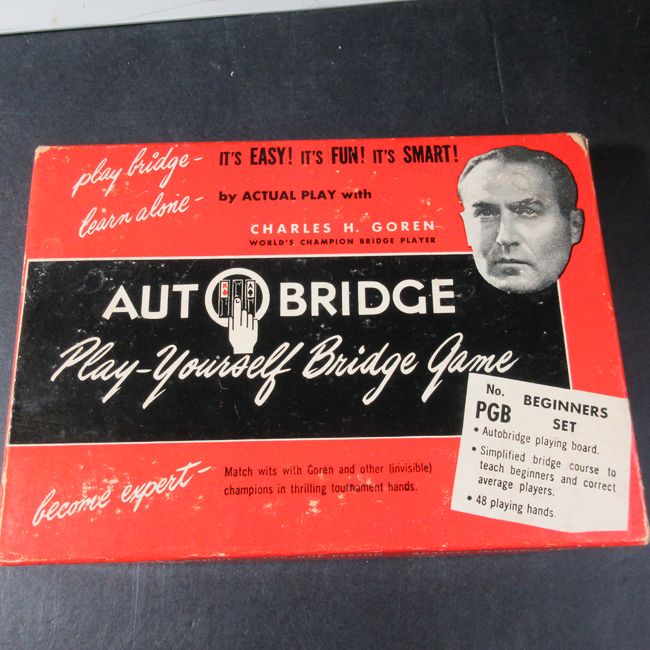 play bridge-
learn alone-
IT'S EASY! IT'S FUN! IT'S SMART!
by ACTUAL PLAY with
CHARLES H. GOREN
WORLD'S CHAMPION BRIDGE PLAYER
AUTOBRIDGE
Play-Yourself Bridge Game
become expert-
Match wits with Goren and other (invisible)
champions in thrilling tournament hands.
No.
PGB
BEGINNERS
SET
• Autobridge playing board.
• Simplified bridge course to
teach beginners and correct
average players.
• 48 playing hands.